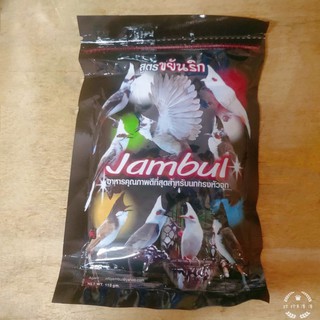 สูตรขยันริก
Jambul
อาหารคุณภาพดีที่สุดสำหรับนกกรงหัวจุก